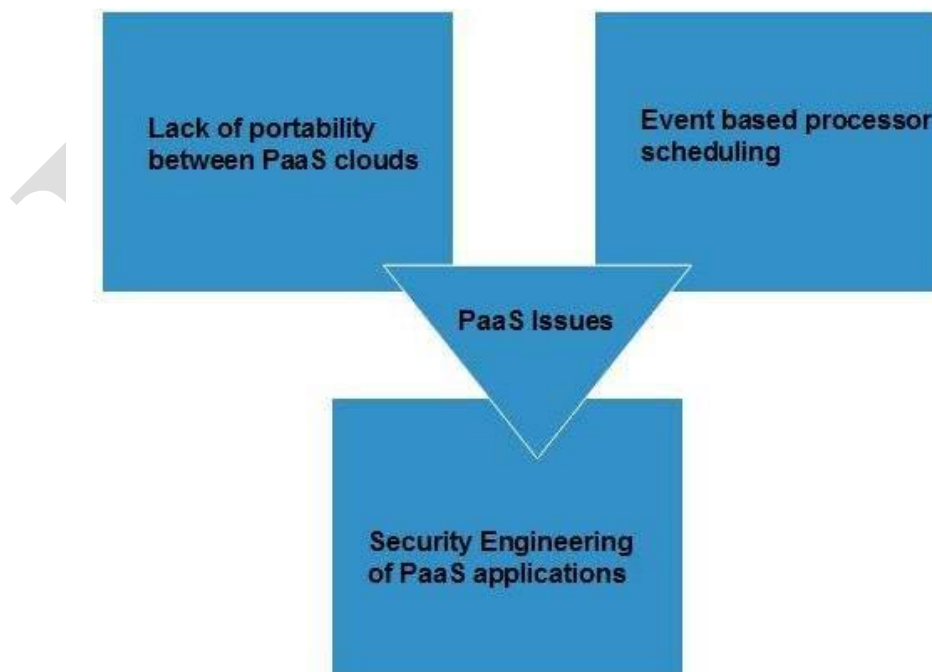 Lack of portability
between PaaS clouds
Event based processor
scheduling
PaaS Issues
Security Engineering
of PaaS applications